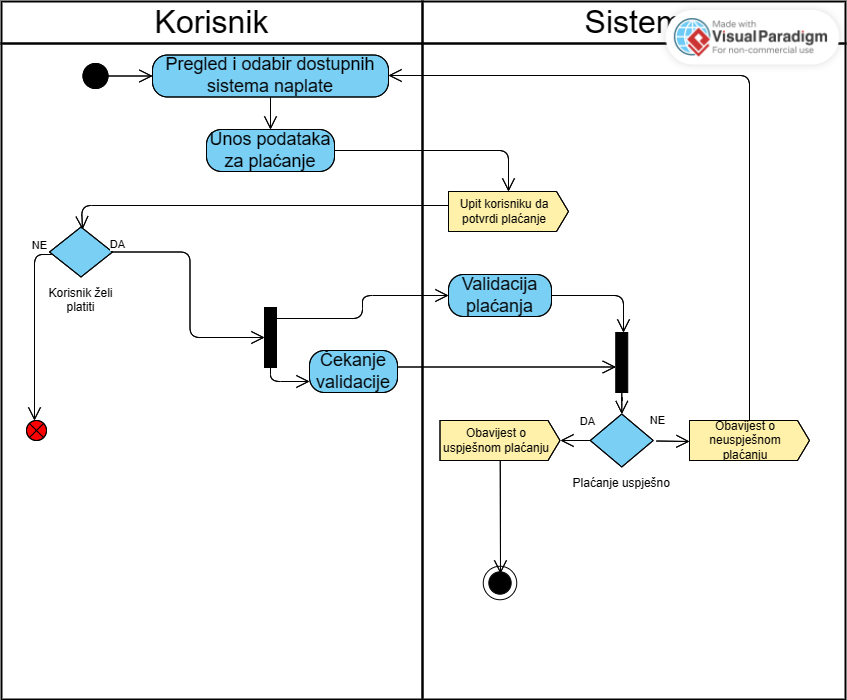 Korisnik
Sistem
Made with
VisualParadigm
For non-commercial use
Pregled i odabir dostupnih
sistema naplate
Unos podataka
za plaćanje
Upit korisniku da
potvrdi plaćanje
NE
DA
Korisnik želi
platiti
Validacija
plaćanja
Čekanje
validacije
Obavijest o
uspješnom plaćanju
DA
NE
Obavijest o
neuspješnom
plaćanju
Plaćanje uspješno